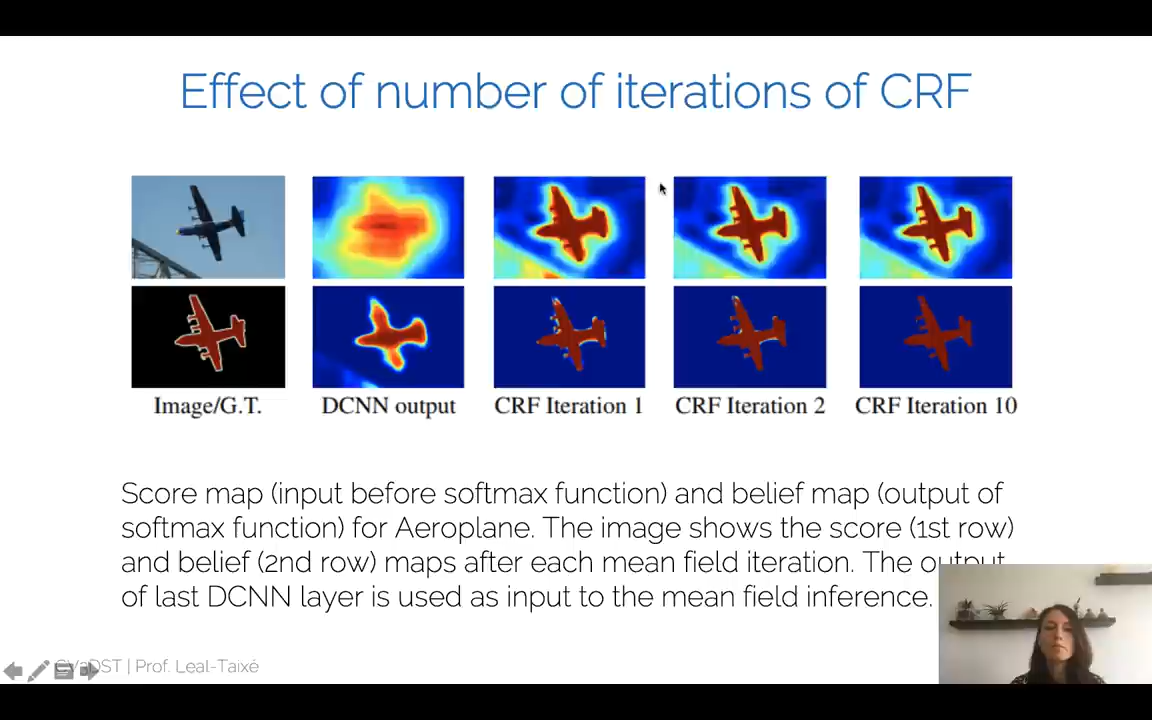 Effect of number of iterations of CRF
Image/G.T. DCNN output CRF Iteration 1 CRF Iteration 2 CRF Iteration 10
Score map (input before softmax function) and belief map (output of
softmax function) for Aeroplane. The image shows the score (1st row)
and belief (2nd row) maps after each mean field iteration. The output
of last DCNN layer is used as input to the mean field inference.
| Prof. Leal-Taixé